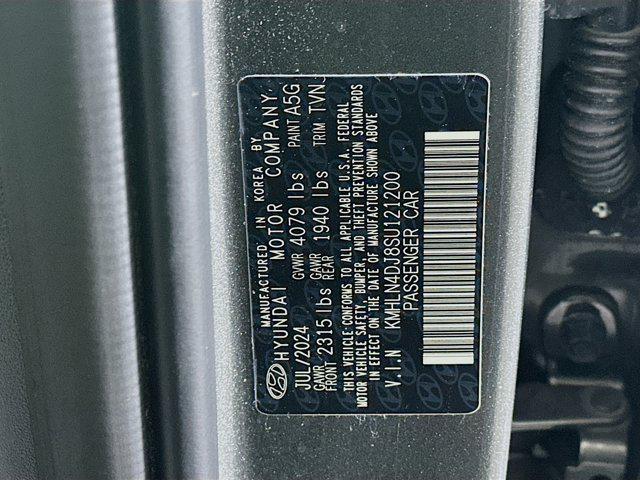 MANUFACTURED IN KOREA BY
HYUNDAI MOTOR COMPANY
JUL/2024 GVWR 4079 lbs PAINT A5G
GAWR FRONT 2315 lbs GAWR REAR 1940 lbs TRIM TVN
THIS VEHICLE CONFORMS TO ALL APPLICABLE U.S.A. FEDERAL
MOTOR VEHICLE SAFETY, BUMPER, AND THEFT PREVENTION STANDARDS
IN EFFECT ON THE DATE OF MANUFACTURE SHOWN ABOVE
V.I.N KMHLN4DJ8SU121200
PASSENGER CAR